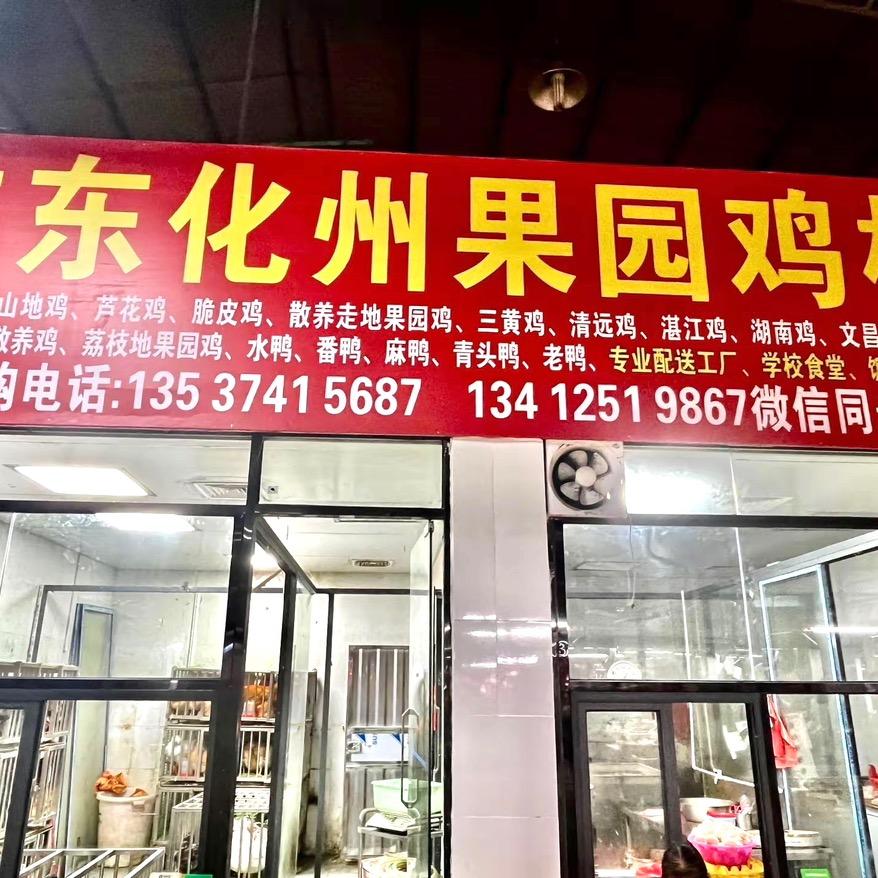 东化州果园鸡
山地鸡、芦花鸡、脆皮鸡、散养走地果园鸡、三黄鸡、清远鸡、湛江鸡、湖南鸡、文昌
散养鸡、荔枝地果园鸡、水鸭、番鸭、麻鸭、青头鸭、老鸭、专业配送工厂、学校食堂、
购电话:135 3741 5687 134 1251 9867微信同